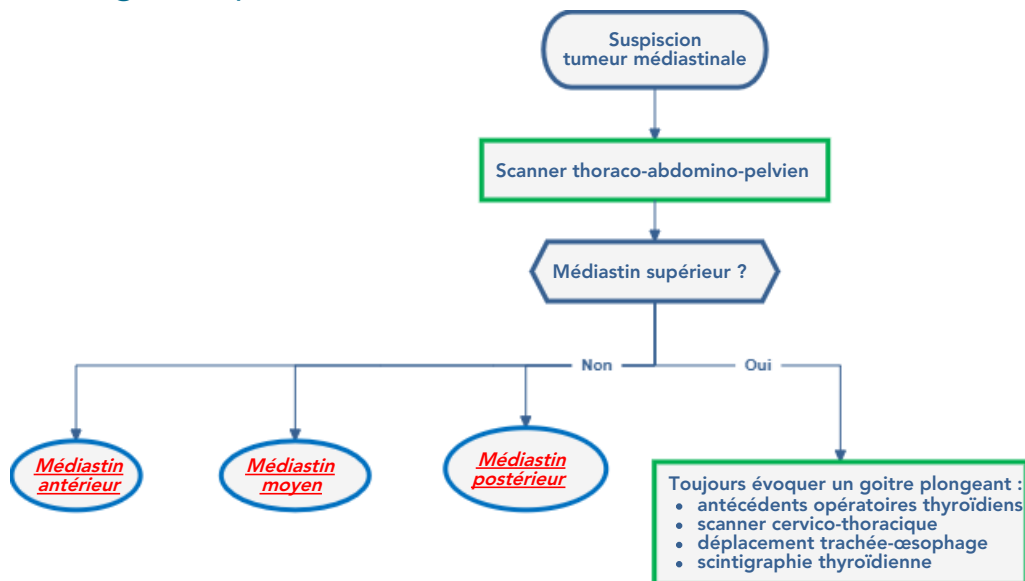 Suspiscion
tumeur médiastinale
Scanner thoraco-abdomino-pelvien
Médiastin supérieur ?
Non
Oui
Médiastin
antérieur
Médiastin
moyen
Médiastin
postérieur
Toujours évoquer un goitre plongeant :
• antécédents opératoires thyroïdiens
• scanner cervico-thoracique
• déplacement trachée-œsophage
• scintigraphie thyroïdienne